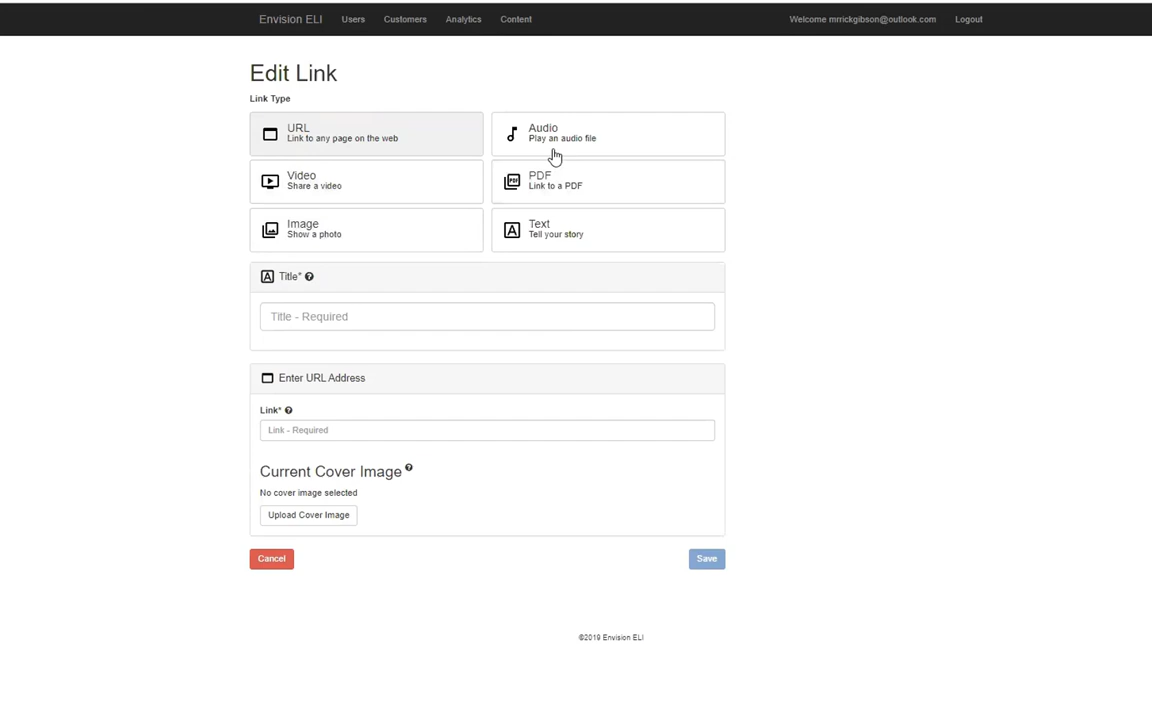 Envision ELI Users Customers Analytics Content Welcome mrrickgibson@outlook.com Logout
Edit Link
Link Type
URL
Link to any page on the web
Audio
Play an audio file
Video
Share a video
PDF
PDF
Link to a PDF
Image
Show a photo
A
Text
Tell your story
A Title* ?
Title - Required
Enter URL Address
Link* ?
Link - Required
Current Cover Image ?
No cover image selected
Upload Cover Image
Cancel
Save
©2019 Envision ELI